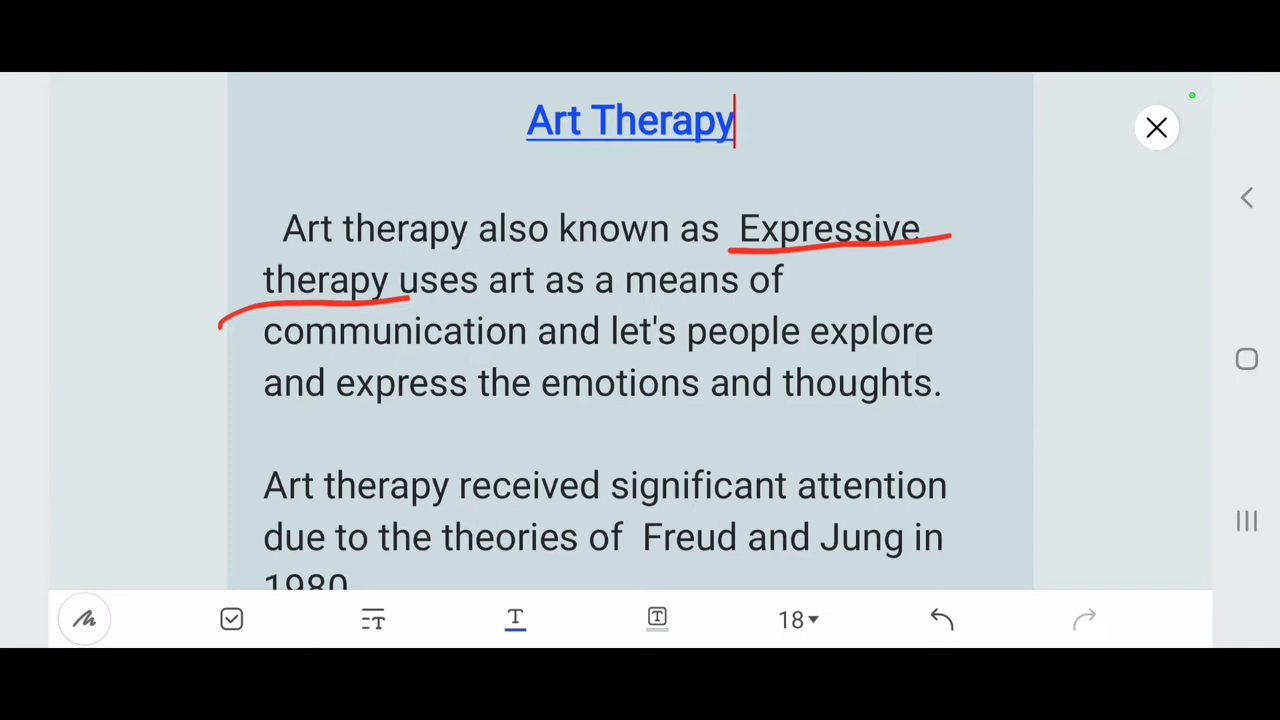 Art Therapy
Art therapy also known as Expressive
therapy uses art as a means of
communication and let's people explore
and express the emotions and thoughts.
Art therapy received significant attention
due to the theories of Freud and Jung in
1980
18